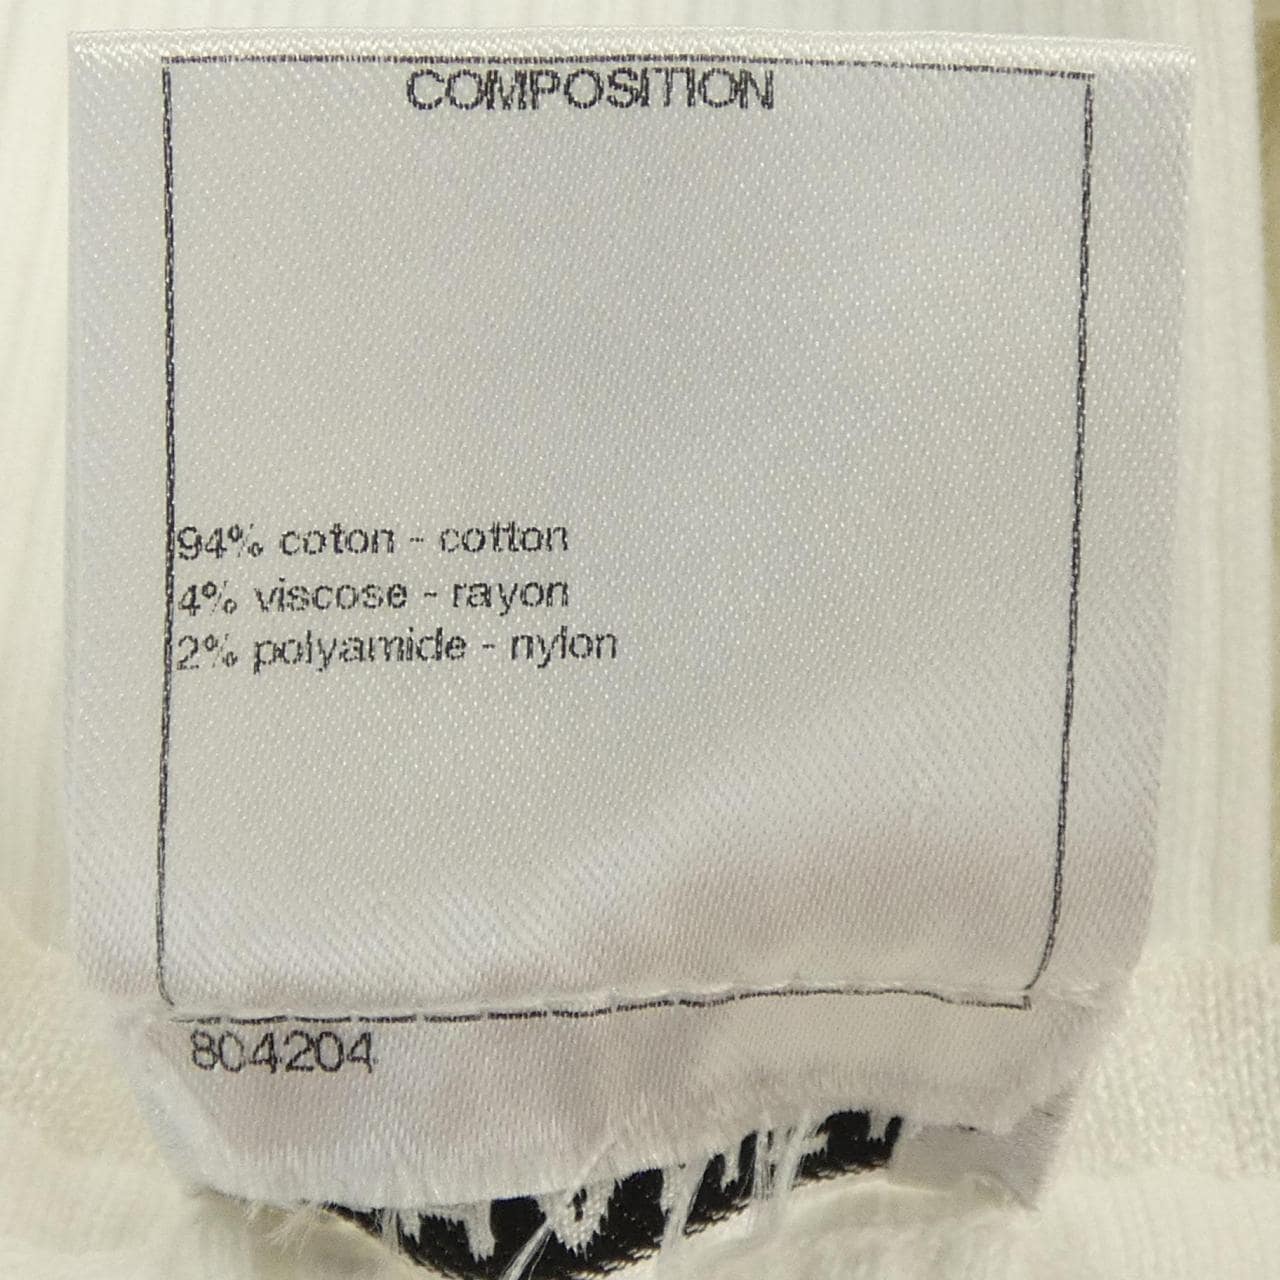 COMPOSITION
94% coton - cotton
4% viscose - rayon
2% polyamide - nylon
804204